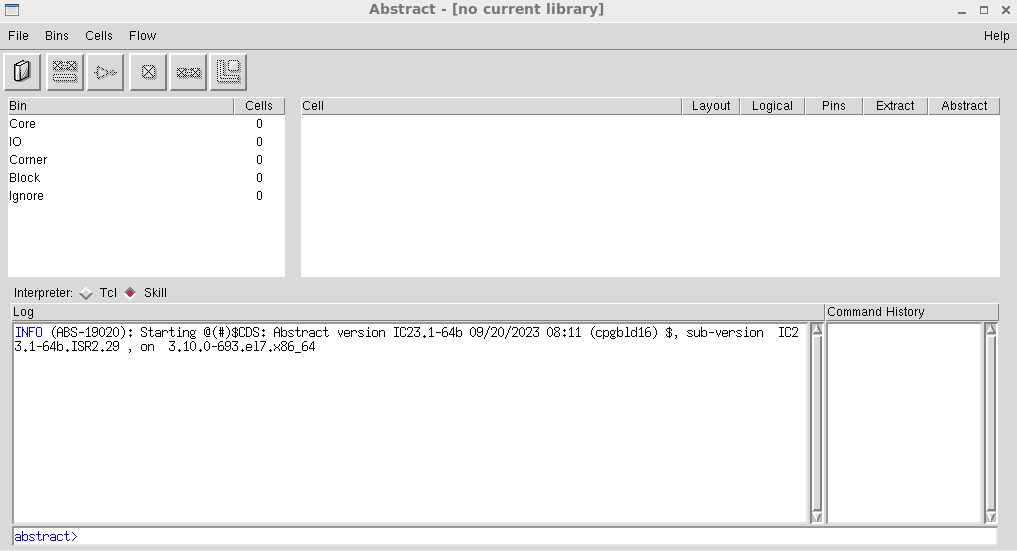 Abstract - [no current library]
File Bins Cells Flow Help
Bin Cells Cell Layout Logical Pins Extract Abstract
Core 0
IO 0
Corner 0
Block 0
Ignore 0
Interpreter: Tcl Skill
Log Command History
INFO (ABS-19020): Starting @(#)$CDS: Abstract version IC23.1-64b 09/20/2023 08:11 (cpgbld16) $, sub-version IC2
3.1-64b.ISR2.29 , on 3.10.0-693.el7.x86_64
abstract>